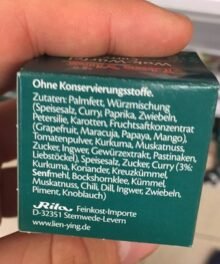 Ohne Konservierungsstoffe.
Zutaten: Palmfett, Würzmischung
(Speisesalz, Curry, Paprika, Zwiebeln,
Petersilie, Karotten, Fruchtsaftkonzentrat
(Grapefruit, Maracuja, Papaya, Mango),
Tomatenpulver, Kurkuma, Muskatnuss,
Zucker, Ingwer, Gewürzextrakt, Pastinaken,
Liebstöckel), Speisesalz, Zucker, Curry (3%:
Kurkuma, Koriander, Kreuzkümmel,
Senfmehl, Bockshornklee, Kümmel,
Muskatnuss, Chili, Dill, Ingwer, Zwiebeln,
Piment, Knoblauch)
Rila Feinkost-Importe
D-32351 Stemwede-Levern
www.lien-ying.de